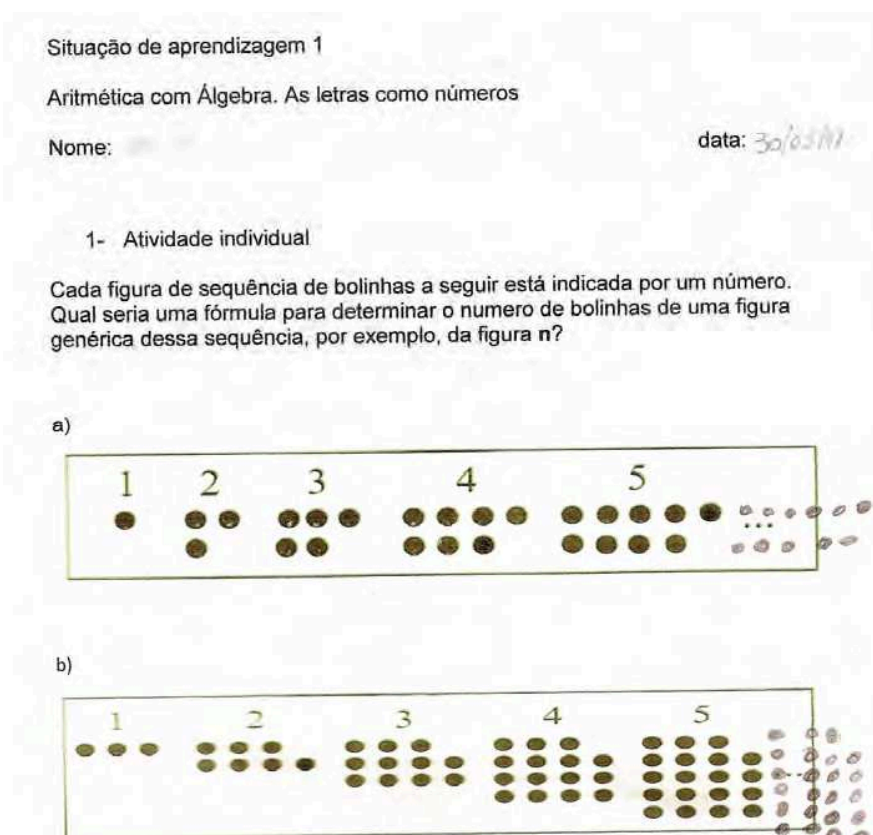 Situação de aprendizagem 1
Aritmética com Álgebra. As letras como números
Nome:
data:
1- Atividade individual
Cada figura de sequência de bolinhas a seguir está indicada por um número.
Qual seria uma fórmula para determinar o numero de bolinhas de uma figura
genérica dessa sequência, por exemplo, da figura n?
a)
1 2 3 4 5
...
b)
1 2 3 4 5
...